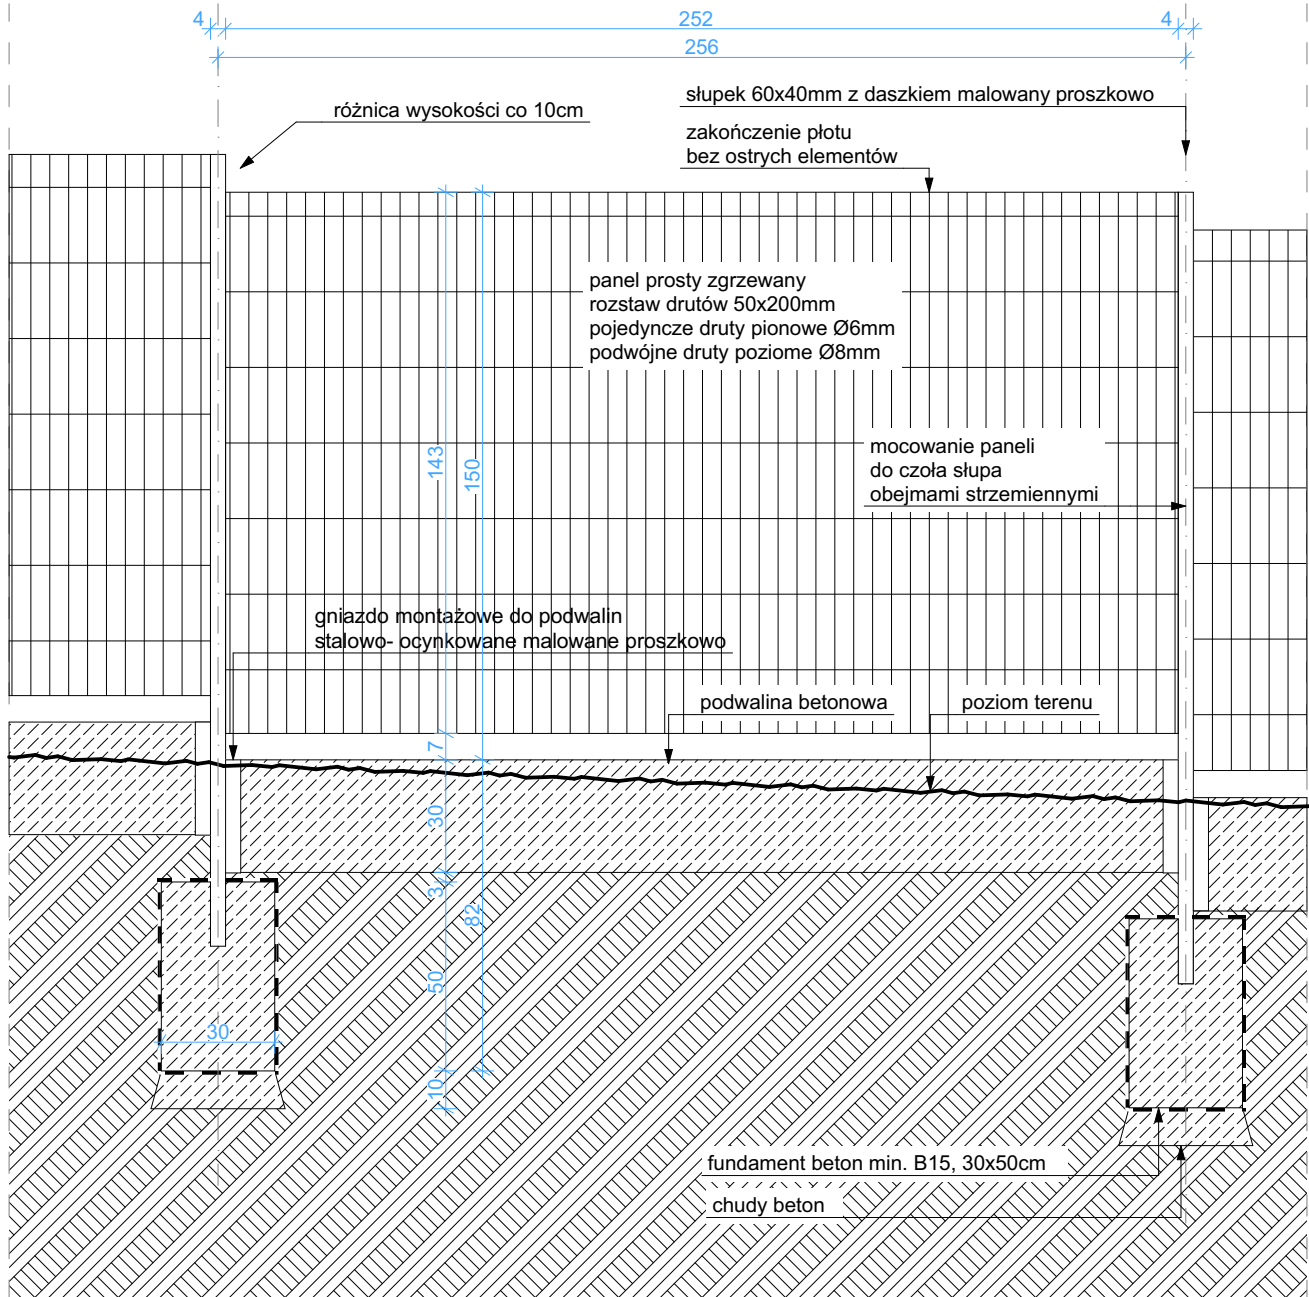 4
252
4
256
różnica wysokości co 10cm
słupek 60x40mm z daszkiem malowany proszkowo
zakończenie płotu
bez ostrych elementów
panel prosty zgrzewany
rozstaw drutów 50x200mm
pojedyncze druty pionowe Ø6mm
podwójne druty poziome Ø8mm
143
150
mocowanie paneli
do czoła słupa
obejmami strzemiennymi
gniazdo montażowe do podwalin
stalowo- ocynkowane malowane proszkowo
podwalina betonowa
poziom terenu
7
30
3
82
50
30
10
fundament beton min. B15, 30x50cm
chudy beton